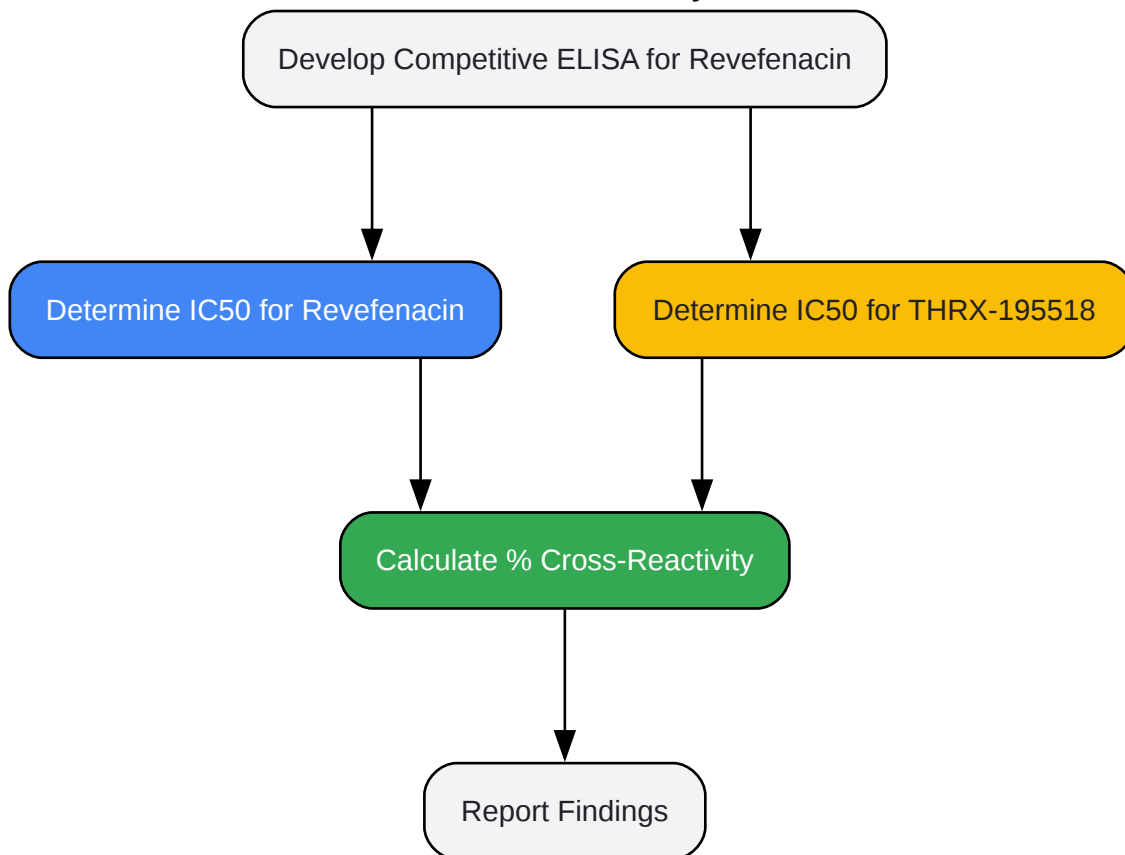 Develop Competitive ELISA for Revefenacin
Determine IC50 for Revefenacin
Determine IC50 for THRX-195518
Calculate % Cross-Reactivity
Report Findings